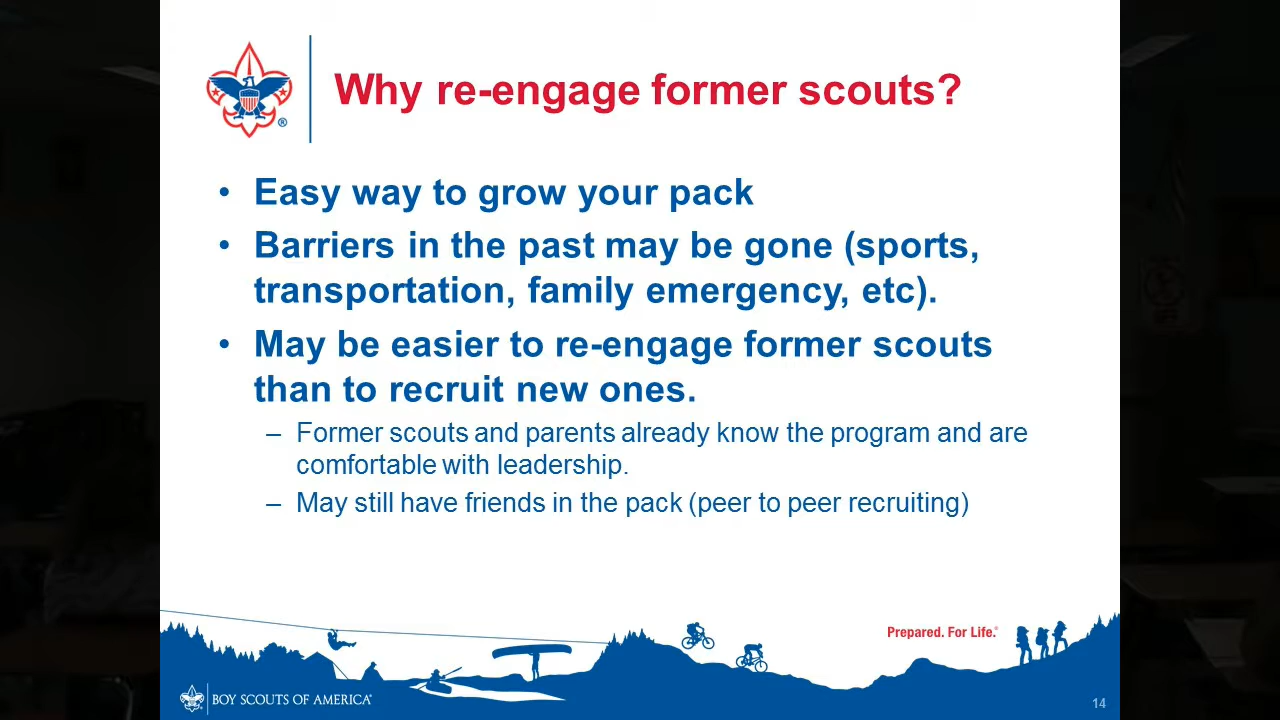 Why re-engage former scouts?
®
• Easy way to grow your pack
• Barriers in the past may be gone (sports,
transportation, family emergency, etc).
• May be easier to re-engage former scouts
than to recruit new ones.
– Former scouts and parents already know the program and are
comfortable with leadership.
– May still have friends in the pack (peer to peer recruiting)
Prepared. For Life.®
BOY SCOUTS OF AMERICA®
14